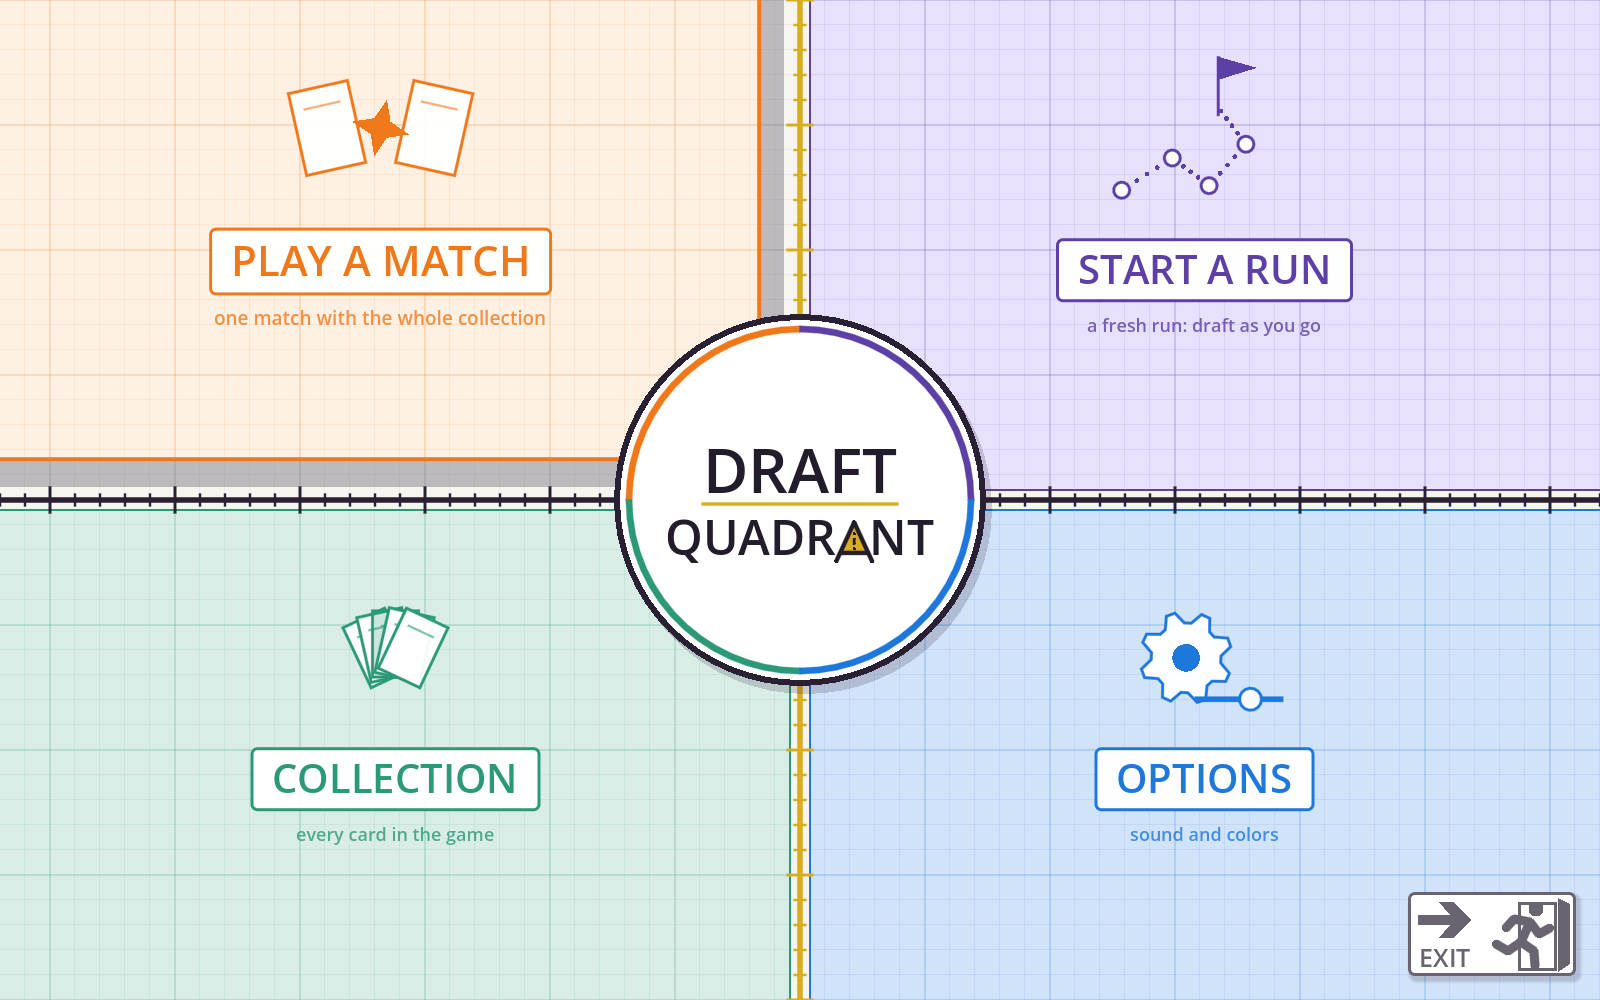 PLAY A MATCH
one match with the whole collection
START A RUN
a fresh run: draft as you go
DRAFT
QUADRANT
COLLECTION
every card in the game
OPTIONS
sound and colors
EXIT